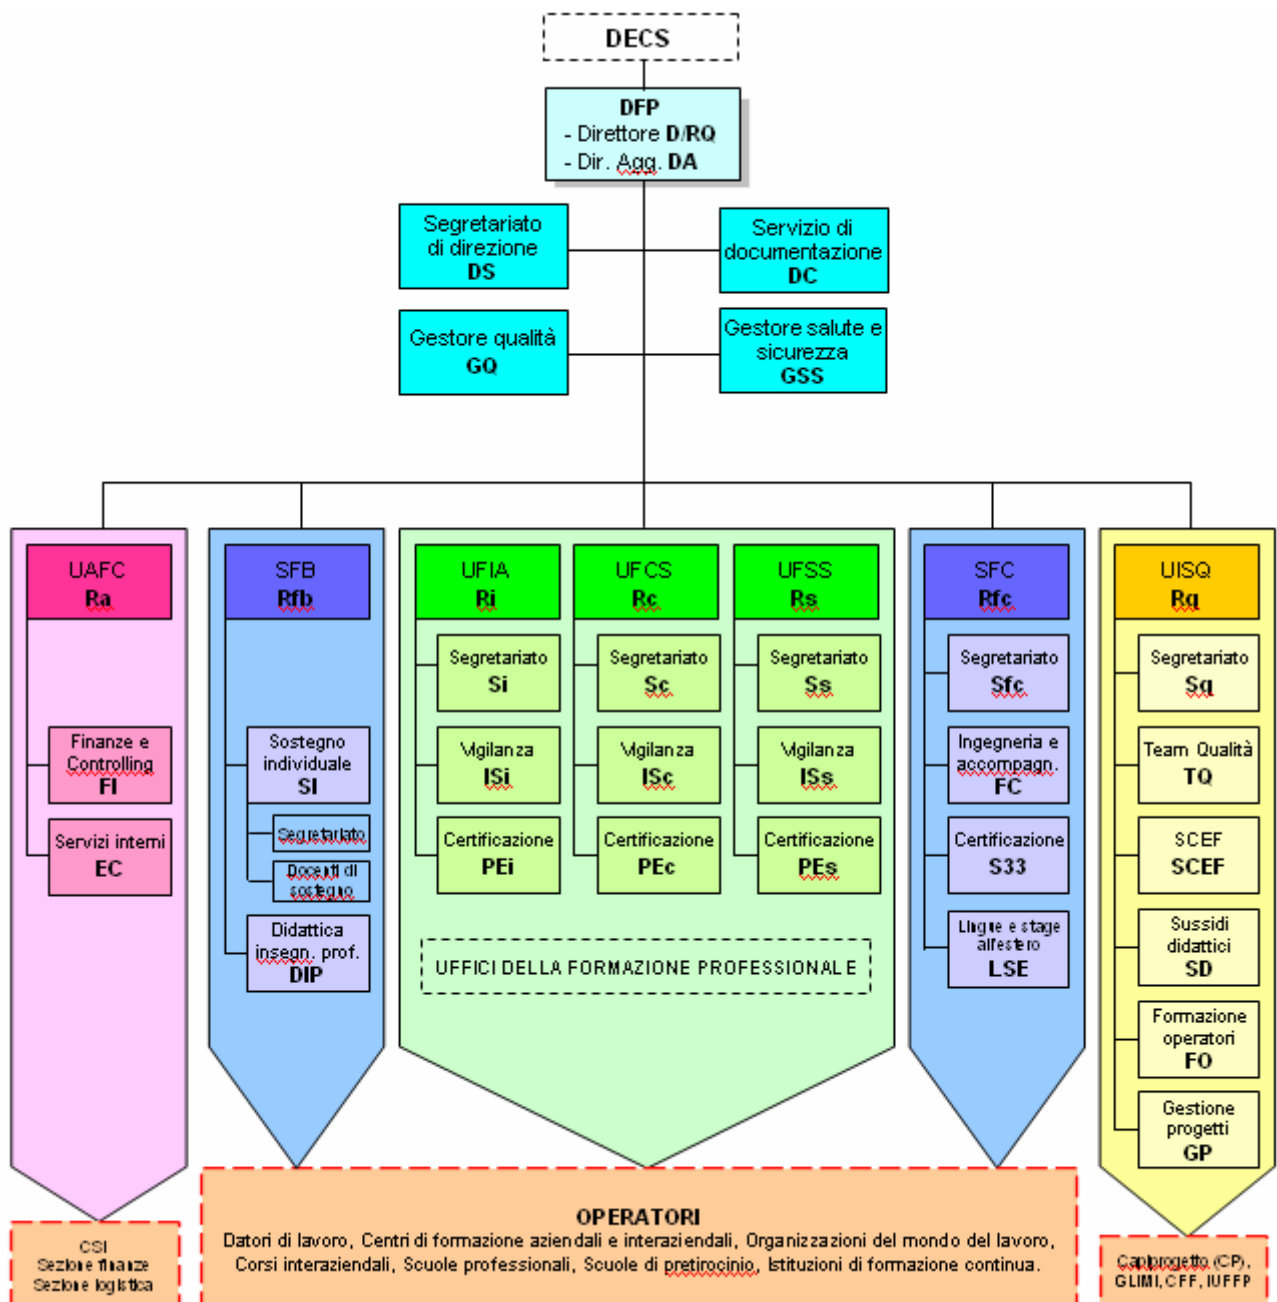 DECS
DFP
- Direttore D/RQ
- Dir. Agg. DA
Segretariato
di direzione
DS
Servizio di
documentazione
DC
Gestore qualità
GQ
Gestore salute e
sicurezza
GSS
UAFC
Ra
Finanze e
Controlling
FI
Servizi interni
EC
SFB
Rfb
Sostegno
individuale
SI
Segretariato
Docenti di
sostegno
Didattica
insegn. prof.
DIP
UFIA
Ri
Segretariato
Si
Vigilanza
ISi
Certificazione
PEi
UFCS
Rc
Segretariato
Sc
Vigilanza
ISc
Certificazione
PEc
UFSS
Rs
Segretariato
Ss
Vigilanza
ISs
Certificazione
PEs
UFFICI DELLA FORMAZIONE PROFESSIONALE
SFC
Rfc
Segretariato
Sfc
Ingegneria e
accompagn.
FC
Certificazione
S33
Lingue e stage
all'estero
LSE
UISQ
Rq
Segretariato
Sq
Team Qualità
TQ
SCEF
SCEF
Sussidi
didattici
SD
Formazione
operatori
FO
Gestione
progetti
GP
CSI
Sezione finanze
Sezione logistica
OPERATORI
Datori di lavoro, Centri di formazione aziendali e interaziendali, Organizzazioni del mondo del lavoro,
Corsi interaziendali, Scuole professionali, Scuole di pretirocinio, Istituzioni di formazione continua.
Capiprogetto (CP),
GLIMI, CFF, IUFFP